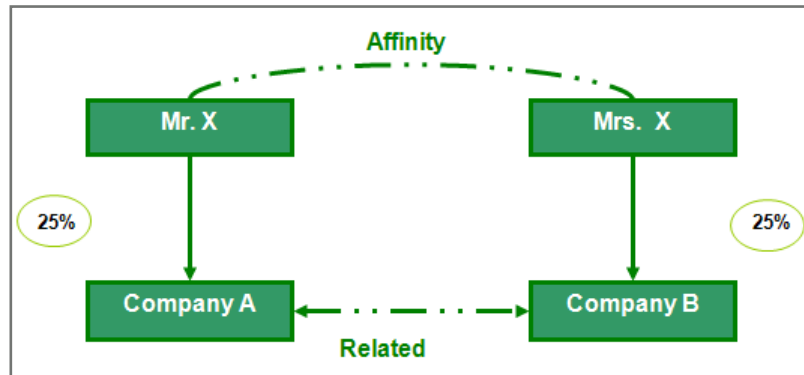 Affinity
Mr. X
Mrs. X
25%
25%
Company A
Company B
Related